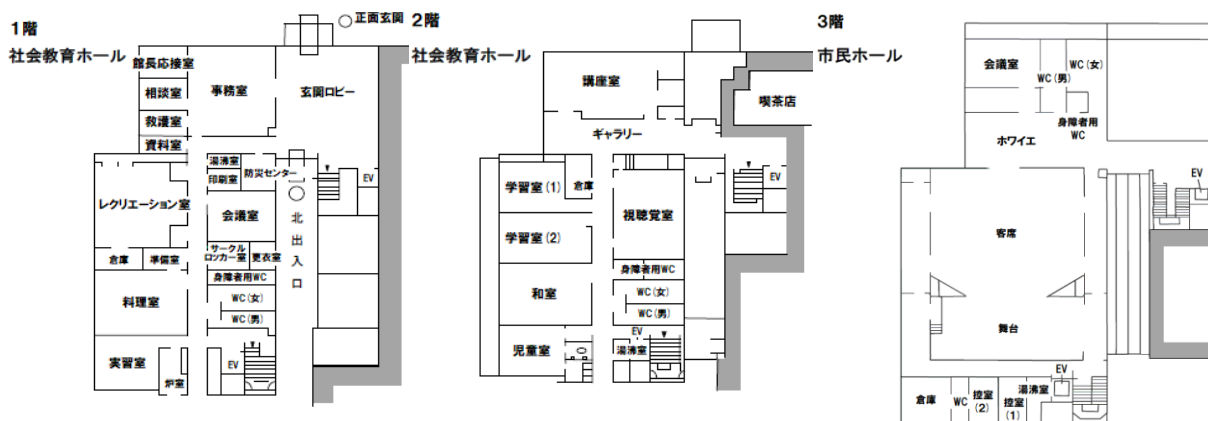 1階
社会教育ホール
正面玄関
館長応接室
相談室
救護室
資料室
事務室
玄関ロビー
湯沸室
印刷室
防災センター
EV
レクリエーション室
会議室
北出入口
サークル
ロッカー室
更衣室
倉庫
準備室
身障者用WC
料理室
WC(女)
WC(男)
実習室
炉室
EV
2階
社会教育ホール
講座室
喫茶店
ギャラリー
学習室(1)
倉庫
視聴覚室
EV
学習室(2)
身障者用WC
和室
WC(女)
WC(男)
EV
児童室
湯沸室
3階
市民ホール
会議室
WC(男)
WC(女)
身障者用
WC
ホワイエ
EV
客席
舞台
EV
倉庫
WC
控室
(2)
控室
(1)
湯沸室